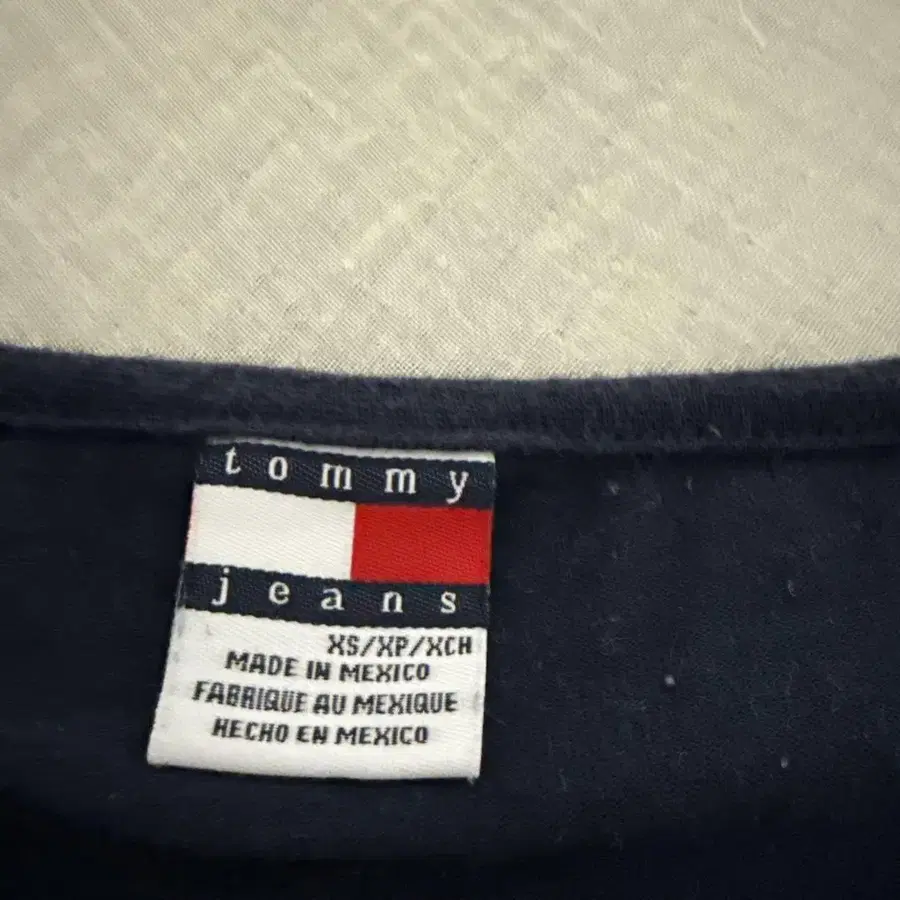 tommy
jeans
XS/XP/XCH
MADE IN MEXICO
FABRIQUE AU MEXIQUE
HECHO EN MEXICO